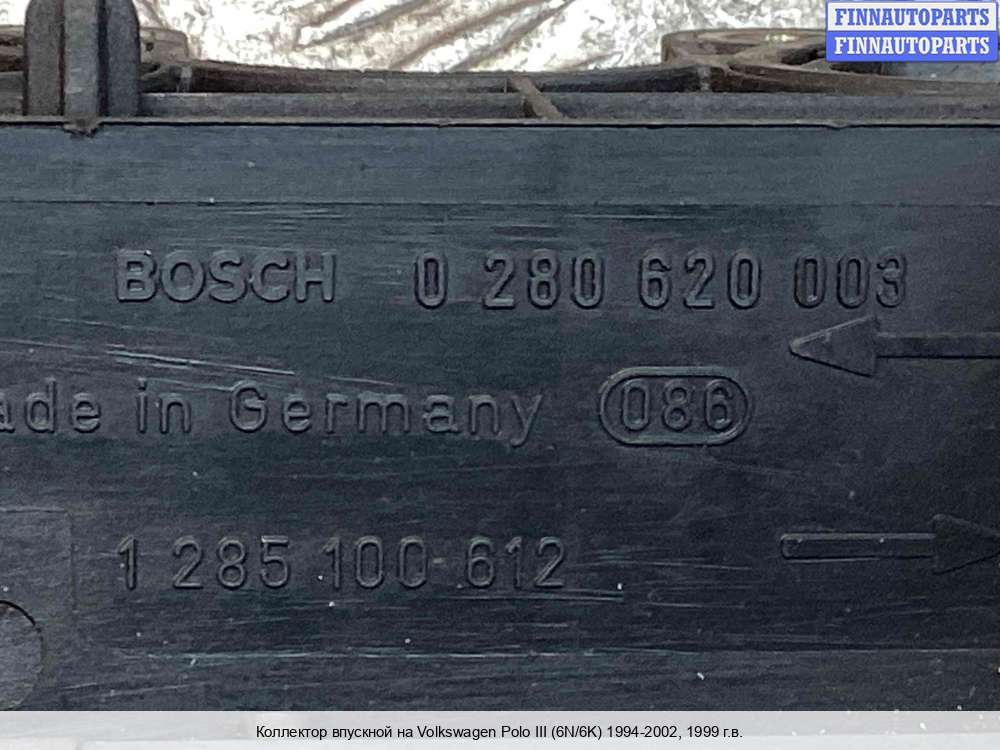 FINNAUTOPARTS
FINNAUTOPARTS
BOSCH 0 280 620 003
ade in Germany 086
1 285 100 612
Коллектор впускной на Volkswagen Polo III (6N/6K) 1994-2002, 1999 г.в.